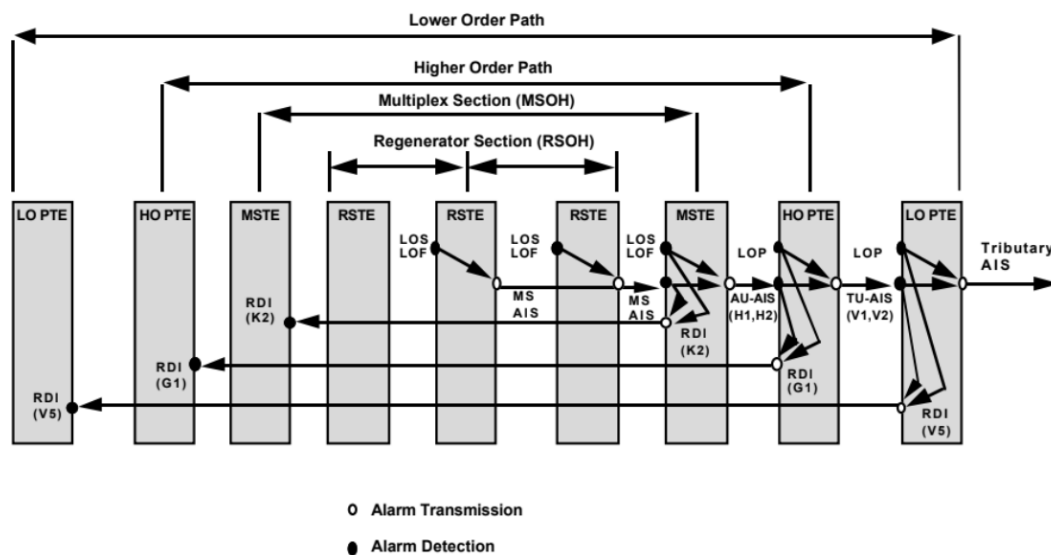 Lower Order Path
Higher Order Path
Multiplex Section (MSOH)
Regenerator Section (RSOH)
LO PTE
HO PTE
MSTE
RSTE
RSTE
RSTE
MSTE
HO PTE
LO PTE
LOS
LOF
LOS
LOF
LOS
LOF
LOP
LOP
Tributary
AIS
MS
AIS
MS
AIS
AU-AIS
(H1,H2)
TU-AIS
(V1,V2)
RDI
(K2)
RDI
(K2)
RDI
(G1)
RDI
(G1)
RDI
(V5)
RDI
(V5)
Alarm Transmission
Alarm Detection